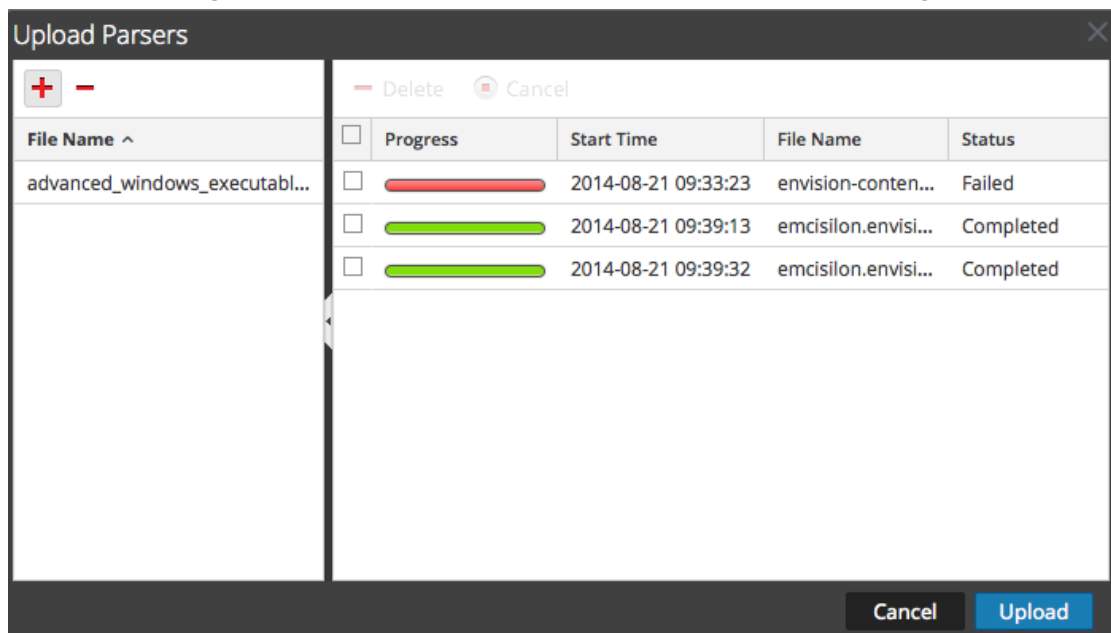 Upload Parsers
Delete Cancel
File Name Progress Start Time File Name Status
advanced_windows_executabl... 2014-08-21 09:33:23 envision-conten... Failed
2014-08-21 09:39:13 emcisilon.envisi... Completed
2014-08-21 09:39:32 emcisilon.envisi... Completed
Cancel Upload